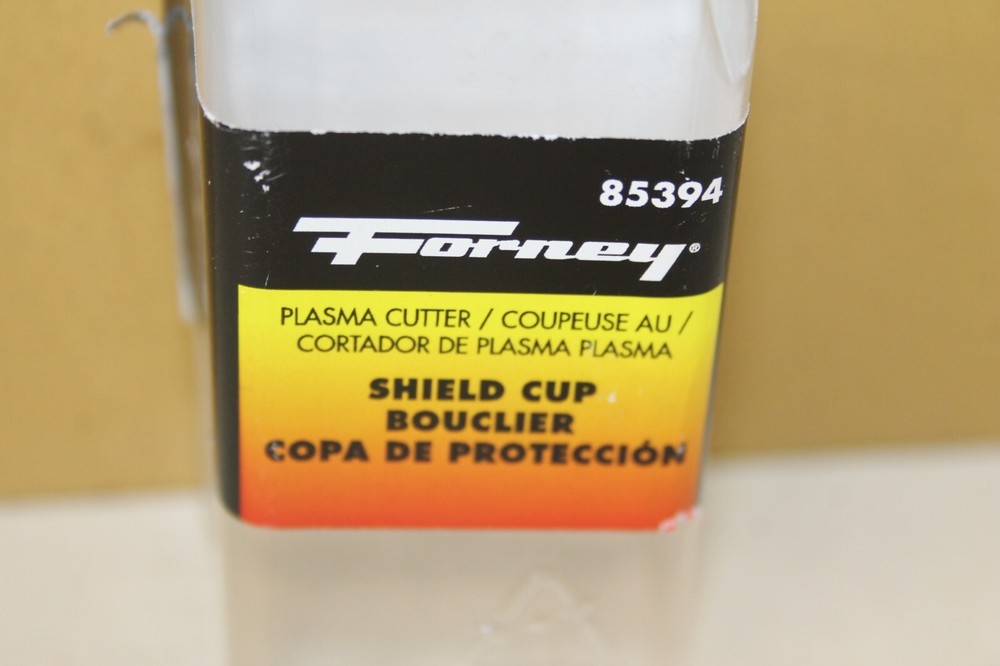 85394
Forney®
PLASMA CUTTER / COUPEUSE AU /
CORTADOR DE PLASMA PLASMA
SHIELD CUP
BOUCLIER
COPA DE PROTECCIÓN